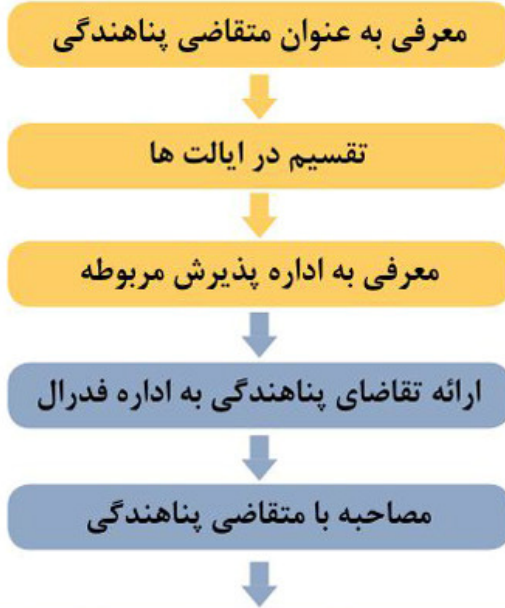 معرفی به عنوان متقاضی پناهندگی
تقسیم در ایالت ها
معرفی به اداره پذیرش مربوطه
ارائه تقاضای پناهندگی به اداره فدرال
مصاحبه با متقاضی پناهندگی